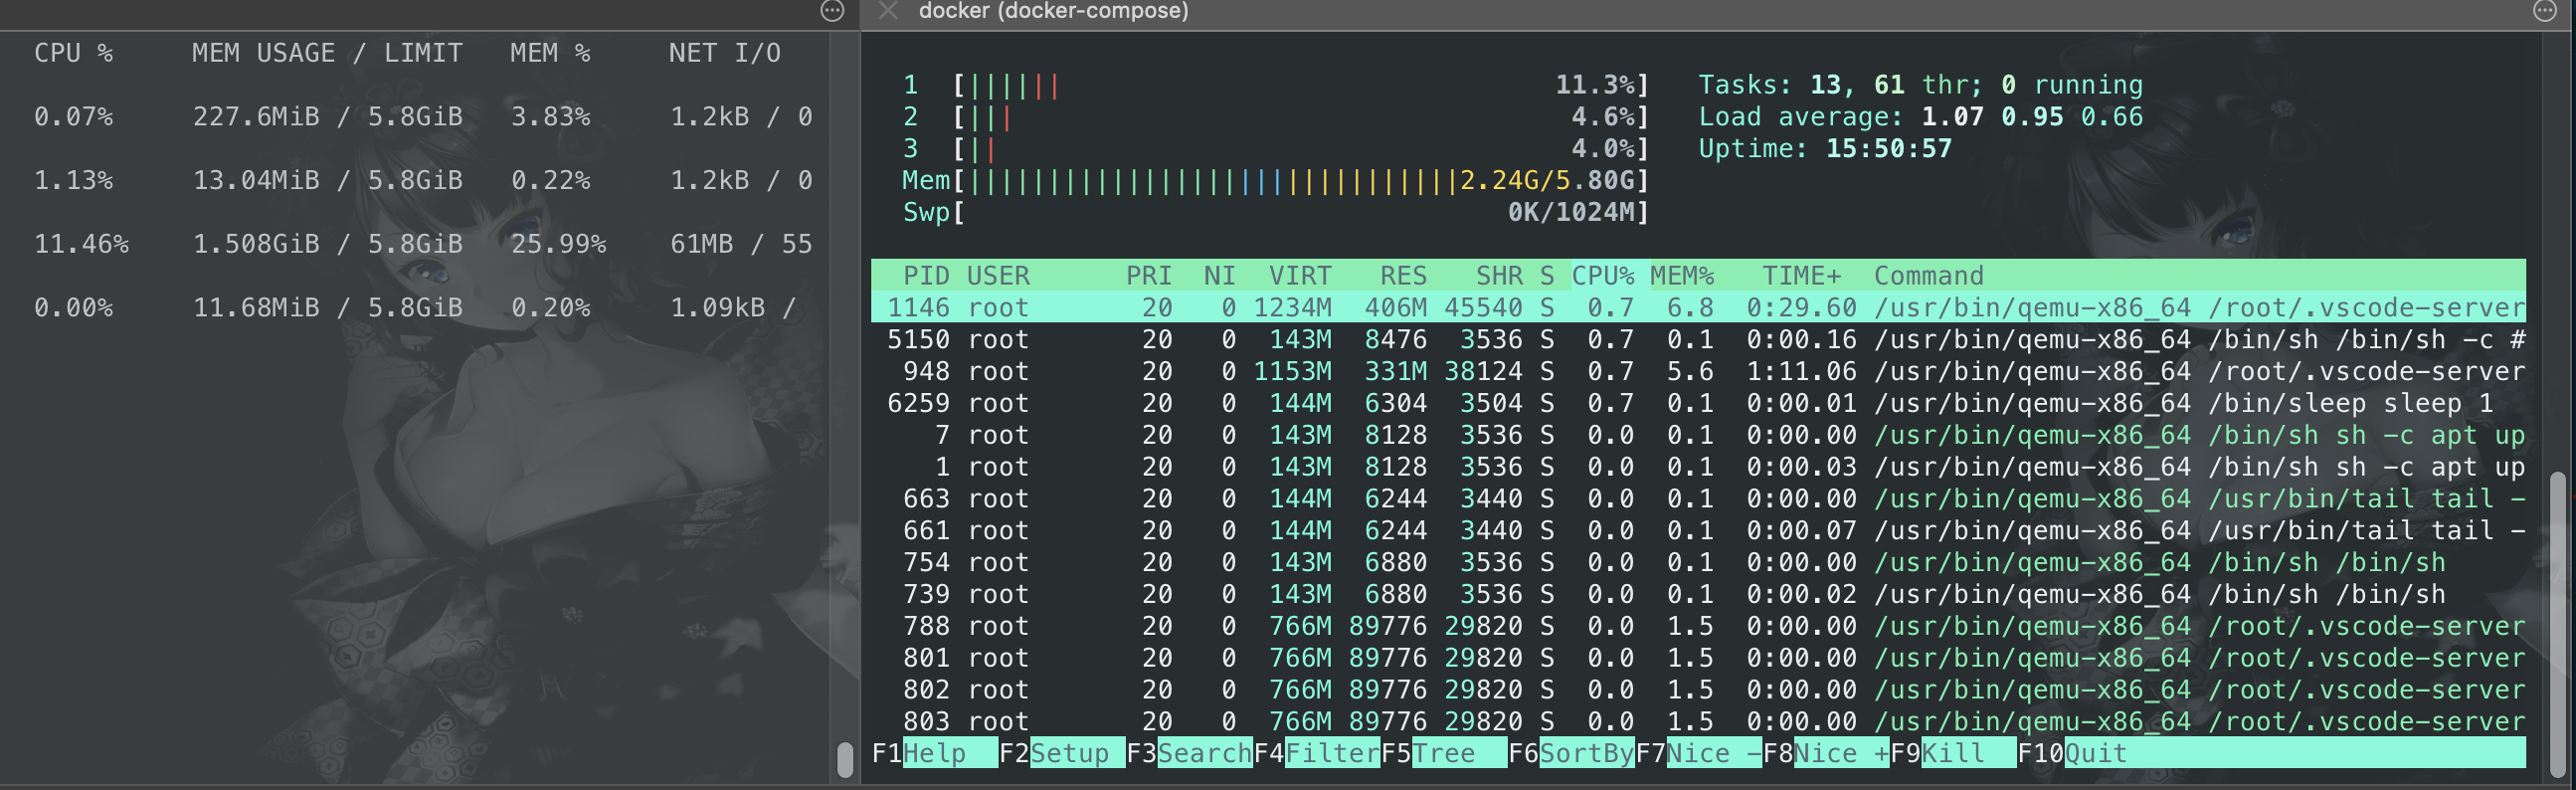 CPU % MEM USAGE / LIMIT MEM % NET I/O
0.07% 227.6MiB / 5.8GiB 3.83% 1.2kB / 0
1.13% 13.04MiB / 5.8GiB 0.22% 1.2kB / 0
11.46% 1.508GiB / 5.8GiB 25.99% 61MB / 55
0.00% 11.68MiB / 5.8GiB 0.20% 1.09kB /
docker (docker-compose)
1 [||||||| 11.3%] Tasks: 13, 61 thr; 0 running
2 [||| 4.6%] Load average: 1.07 0.95 0.66
3 [|| 4.0%] Uptime: 15:50:57
Mem[|||||||||||||||||||||||||||||||2.24G/5.80G]
Swp[ 0K/1024M]
PID USER PRI NI VIRT RES SHR S CPU% MEM% TIME+ Command
1146 root 20 0 1234M 406M 45540 S 0.7 6.8 0:29.60 /usr/bin/qemu-x86_64 /root/.vscode-server
5150 root 20 0 143M 8476 3536 S 0.7 0.1 0:00.16 /usr/bin/qemu-x86_64 /bin/sh /bin/sh -c #
948 root 20 0 1153M 331M 38124 S 0.7 5.6 1:11.06 /usr/bin/qemu-x86_64 /root/.vscode-server
6259 root 20 0 144M 6304 3504 S 0.7 0.1 0:00.01 /usr/bin/qemu-x86_64 /bin/sleep sleep 1
7 root 20 0 143M 8128 3536 S 0.0 0.1 0:00.00 /usr/bin/qemu-x86_64 /bin/sh sh -c apt up
1 root 20 0 143M 8128 3536 S 0.0 0.1 0:00.03 /usr/bin/qemu-x86_64 /bin/sh sh -c apt up
663 root 20 0 144M 6244 3440 S 0.0 0.1 0:00.00 /usr/bin/qemu-x86_64 /usr/bin/tail tail -
661 root 20 0 144M 6244 3440 S 0.0 0.1 0:00.07 /usr/bin/qemu-x86_64 /usr/bin/tail tail -
754 root 20 0 143M 6880 3536 S 0.0 0.1 0:00.00 /usr/bin/qemu-x86_64 /bin/sh /bin/sh
739 root 20 0 143M 6880 3536 S 0.0 0.1 0:00.02 /usr/bin/qemu-x86_64 /bin/sh /bin/sh
788 root 20 0 766M 89776 29820 S 0.0 1.5 0:00.00 /usr/bin/qemu-x86_64 /root/.vscode-server
801 root 20 0 766M 89776 29820 S 0.0 1.5 0:00.00 /usr/bin/qemu-x86_64 /root/.vscode-server
802 root 20 0 766M 89776 29820 S 0.0 1.5 0:00.00 /usr/bin/qemu-x86_64 /root/.vscode-server
803 root 20 0 766M 89776 29820 S 0.0 1.5 0:00.00 /usr/bin/qemu-x86_64 /root/.vscode-server
F1Help F2Setup F3SearchF4FilterF5Tree F6SortByF7Nice -F8Nice +F9Kill F10Quit